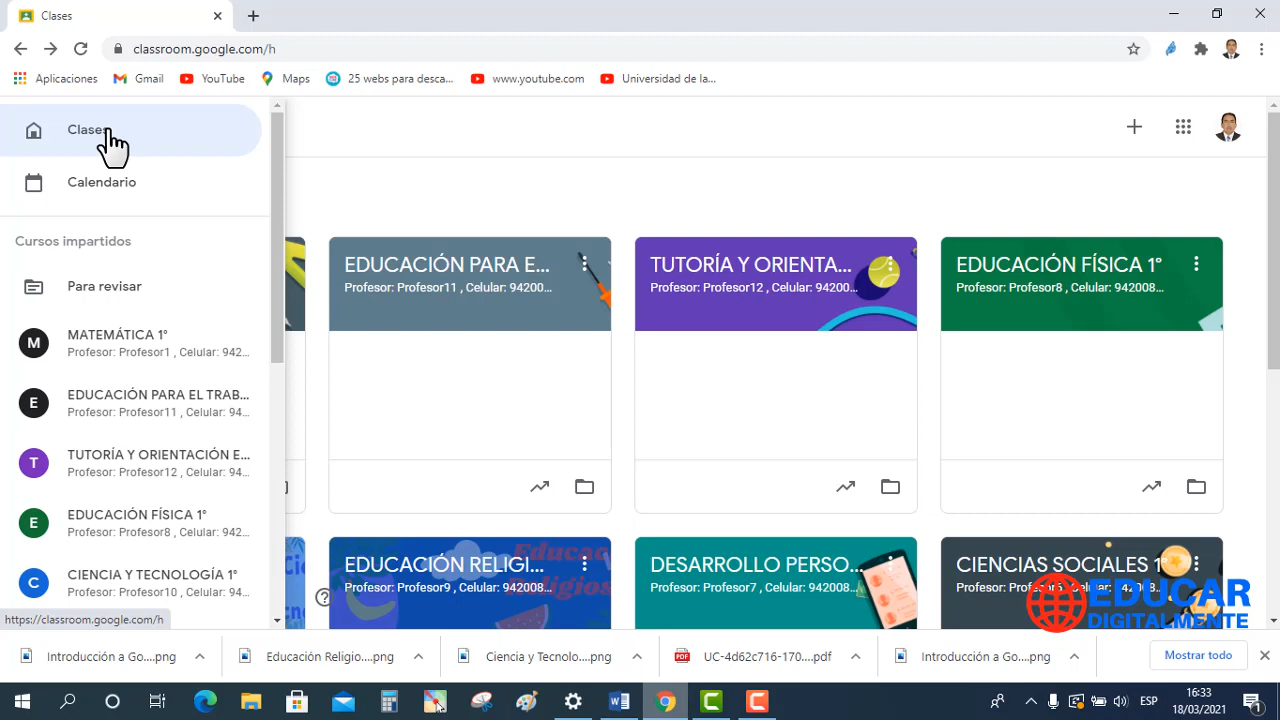 Clases
classroom.google.com/h
Aplicaciones
Gmail
YouTube
Maps
25 webs para desca...
www.youtube.com
Universidad de la...
Clases
Calendario
Cursos impartidos
Para revisar
M
MATEMÁTICA 1°
Profesor: Profesor1 , Celular: 942...
E
EDUCACIÓN PARA EL TRAB...
Profesor: Profesor11 , Celular: 94...
T
TUTORÍA Y ORIENTACIÓN E...
Profesor: Profesor12 , Celular: 94...
E
EDUCACIÓN FÍSICA 1°
Profesor: Profesor8 , Celular: 942...
C
CIENCIA Y TECNOLOGÍA 1°
Profesor: Profesor10 , Celular: 94...
https://classroom.google.com/h
EDUCACIÓN PARA E...
Profesor: Profesor11 , Celular: 94200...
TUTORÍA Y ORIENTA...
Profesor: Profesor12 , Celular: 94200...
EDUCACIÓN FÍSICA 1°
Profesor: Profesor8 , Celular: 942008...
EDUCACIÓN RELIGI...
Profesor: Profesor9 , Celular: 942008...
DESARROLLO PERSO...
Profesor: Profesor7 , Celular: 942008...
CIENCIAS SOCIALES 1°
EDUCAR
DIGITALMENTE
Introducción a Go....png
Educación Religio....png
Ciencia y Tecnolo....png
UC-4d62c716-170....pdf
Introducción a Go....png
Mostrar todo
ESP
16:33
18/03/2021
1